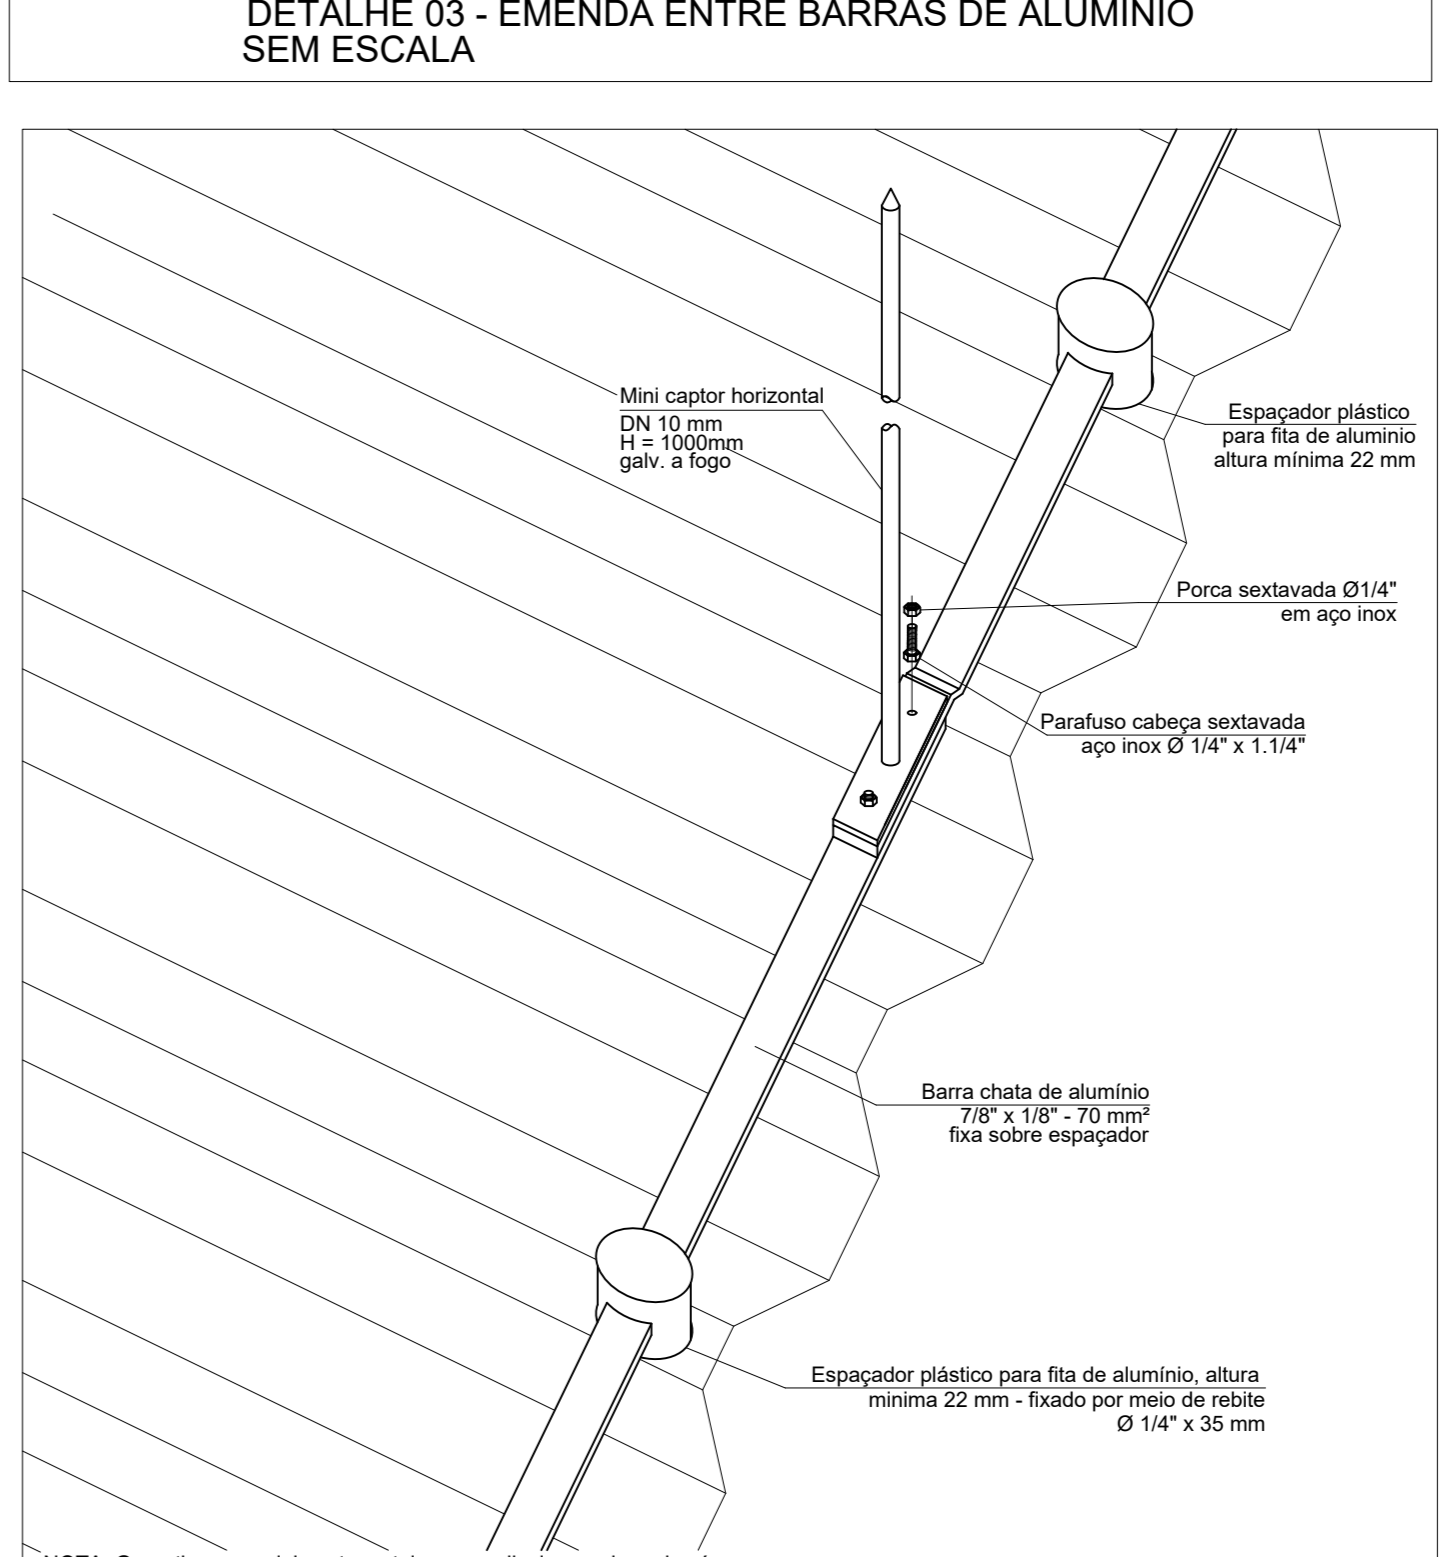 DETALHE 03 - EMENDA ENTRE BARRAS DE ALUMÍNIO
SEM ESCALA
Mini captor horizontal
DN 10 mm
H = 1000mm
galv. a fogo
Espaçador plástico
para fita de aluminio
altura mínima 22 mm
Porca sextavada Ø1/4"
em aço inox
Parafuso cabeça sextavada
aço inox Ø 1/4" x 1.1/4"
Barra chata de alumínio
7/8" x 1/8" - 70 mm²
fixa sobre espaçador
Espaçador plástico para fita de alumínio, altura
minima 22 mm - fixado por meio de rebite
Ø 1/4" x 35 mm